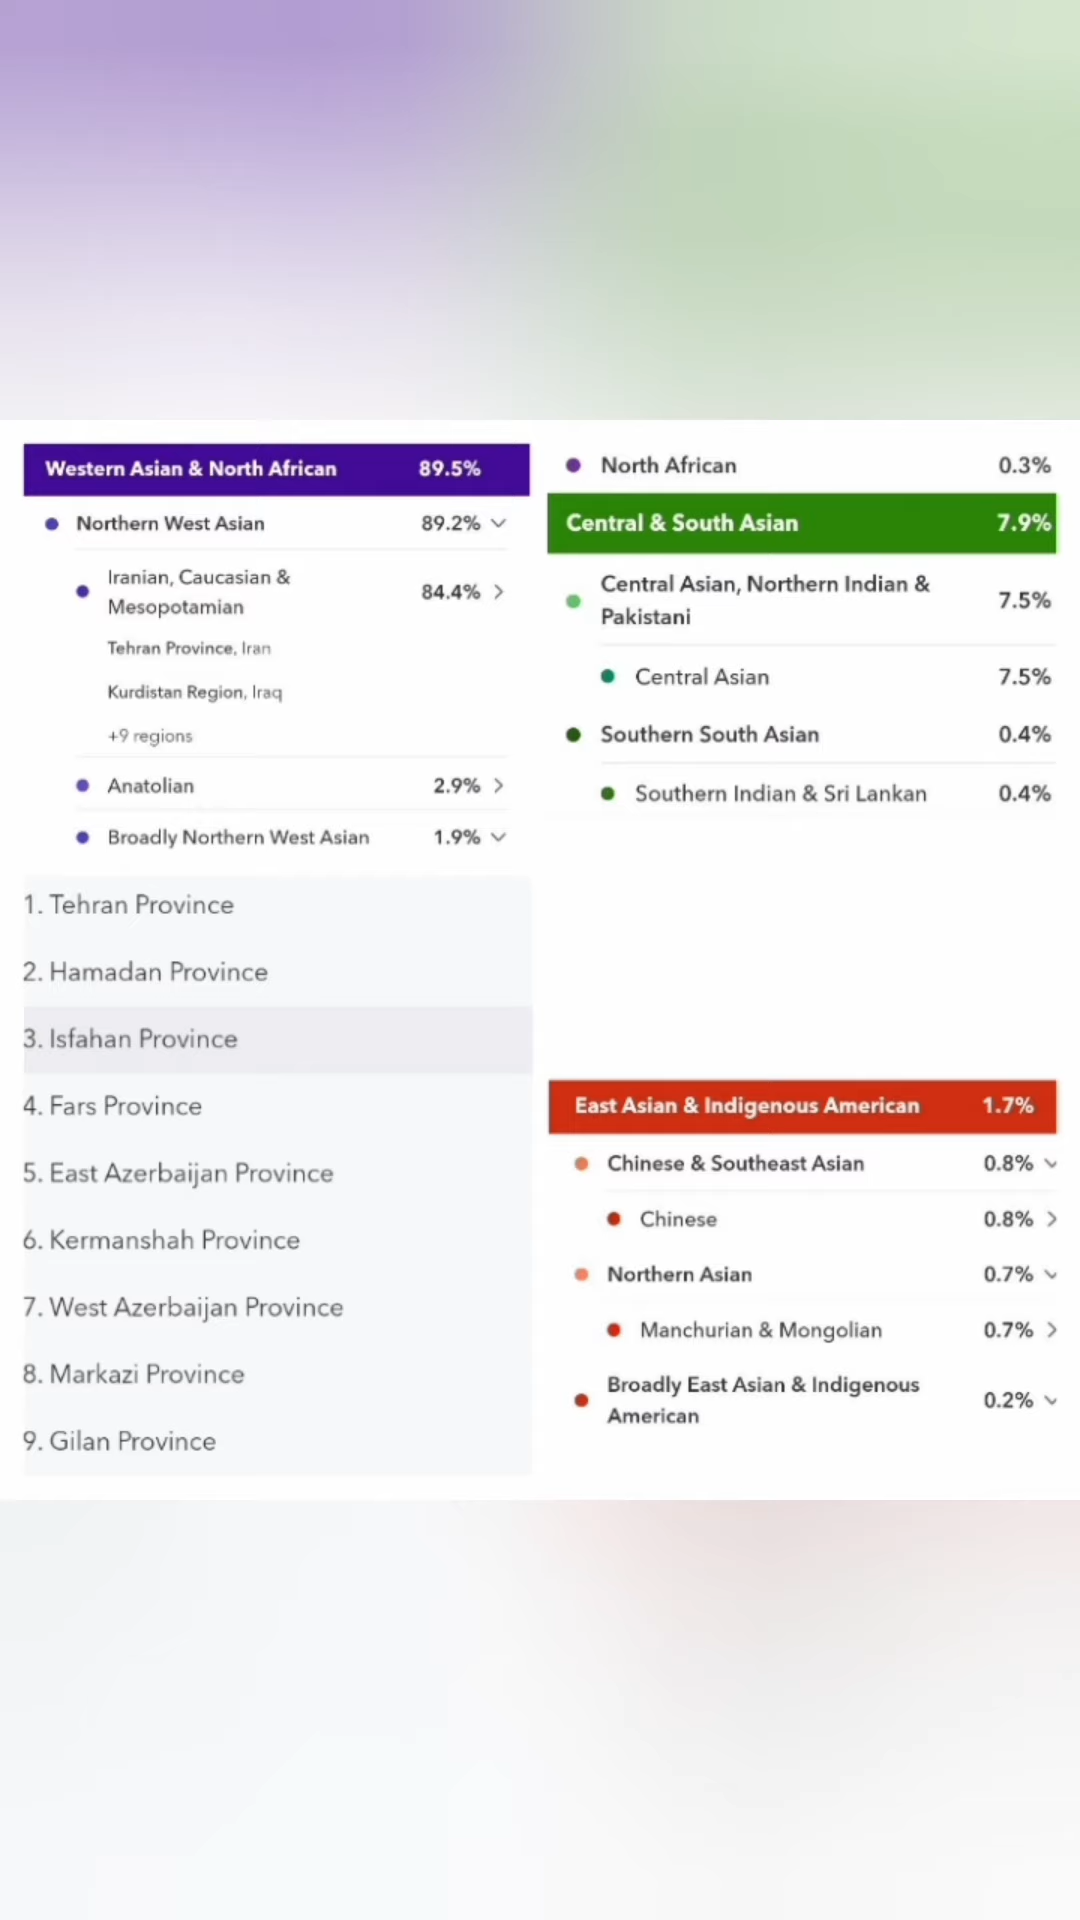 Western Asian & North African 89.5%
Northern West Asian 89.2%
Iranian, Caucasian &
Mesopotamian 84.4%
Tehran Province, Iran
Kurdistan Region, Iraq
+9 regions
Anatolian 2.9%
Broadly Northern West Asian 1.9%
1. Tehran Province
2. Hamadan Province
3. Isfahan Province
4. Fars Province
5. East Azerbaijan Province
6. Kermanshah Province
7. West Azerbaijan Province
8. Markazi Province
9. Gilan Province
North African 0.3%
Central & South Asian 7.9%
Central Asian, Northern Indian &
Pakistani 7.5%
Central Asian 7.5%
Southern South Asian 0.4%
Southern Indian & Sri Lankan 0.4%
East Asian & Indigenous American 1.7%
Chinese & Southeast Asian 0.8%
Chinese 0.8%
Northern Asian 0.7%
Manchurian & Mongolian 0.7%
Broadly East Asian & Indigenous
American 0.2%